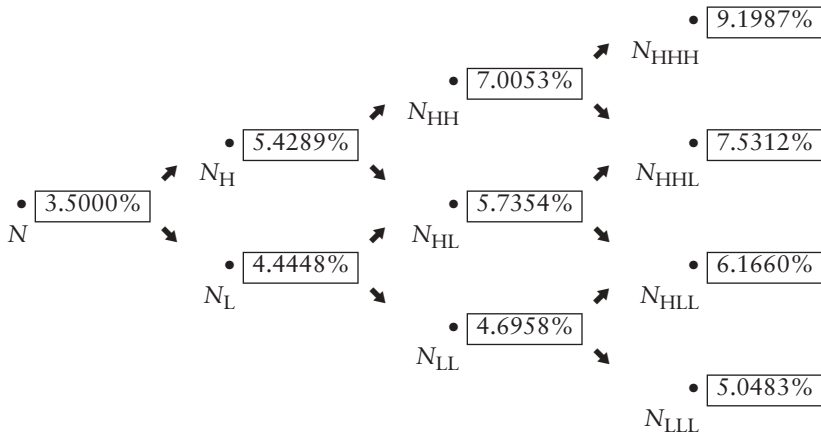 9.1987%
N_HHH
7.0053%
N_HH
5.4289%
7.5312%
N_H
N_HHL
3.5000%
5.7354%
N
N_HL
4.4448%
6.1660%
N_L
N_HLL
4.6958%
N_LL
5.0483%
N_LLL